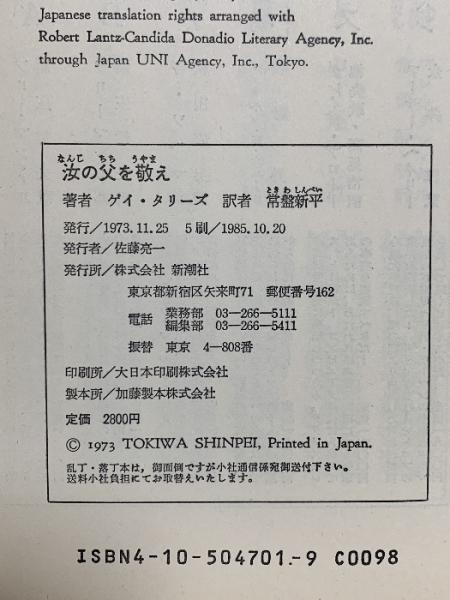 Japanese translation rights arranged with
Robert Lantz-Candida Donadio Literary Agency, Inc.
through Japan UNI Agency, Inc., Tokyo.
なんじ ちち うやま
汝の父を敬え
ときわ しんぺい
著者 ゲイ・タリーズ 訳者 常盤新平
発行/1973.11.25 5刷/1985.10.20
発行者/佐藤亮一
発行所/株式会社 新潮社
東京都新宿区矢来町71 郵便番号162
電話 業務部 03—266—5111
編集部 03—266—5411
振替 東京 4—808番
印刷所/大日本印刷株式会社
製本所/加藤製本株式会社
定価 2800円
© 1973 TOKIWA SHINPEI, Printed in Japan.
乱丁・落丁本は,御面倒ですが小社通信係宛御送付下さい。
送料小社負担にてお取替えいたします。
ISBN4-10-504701-9 C0098